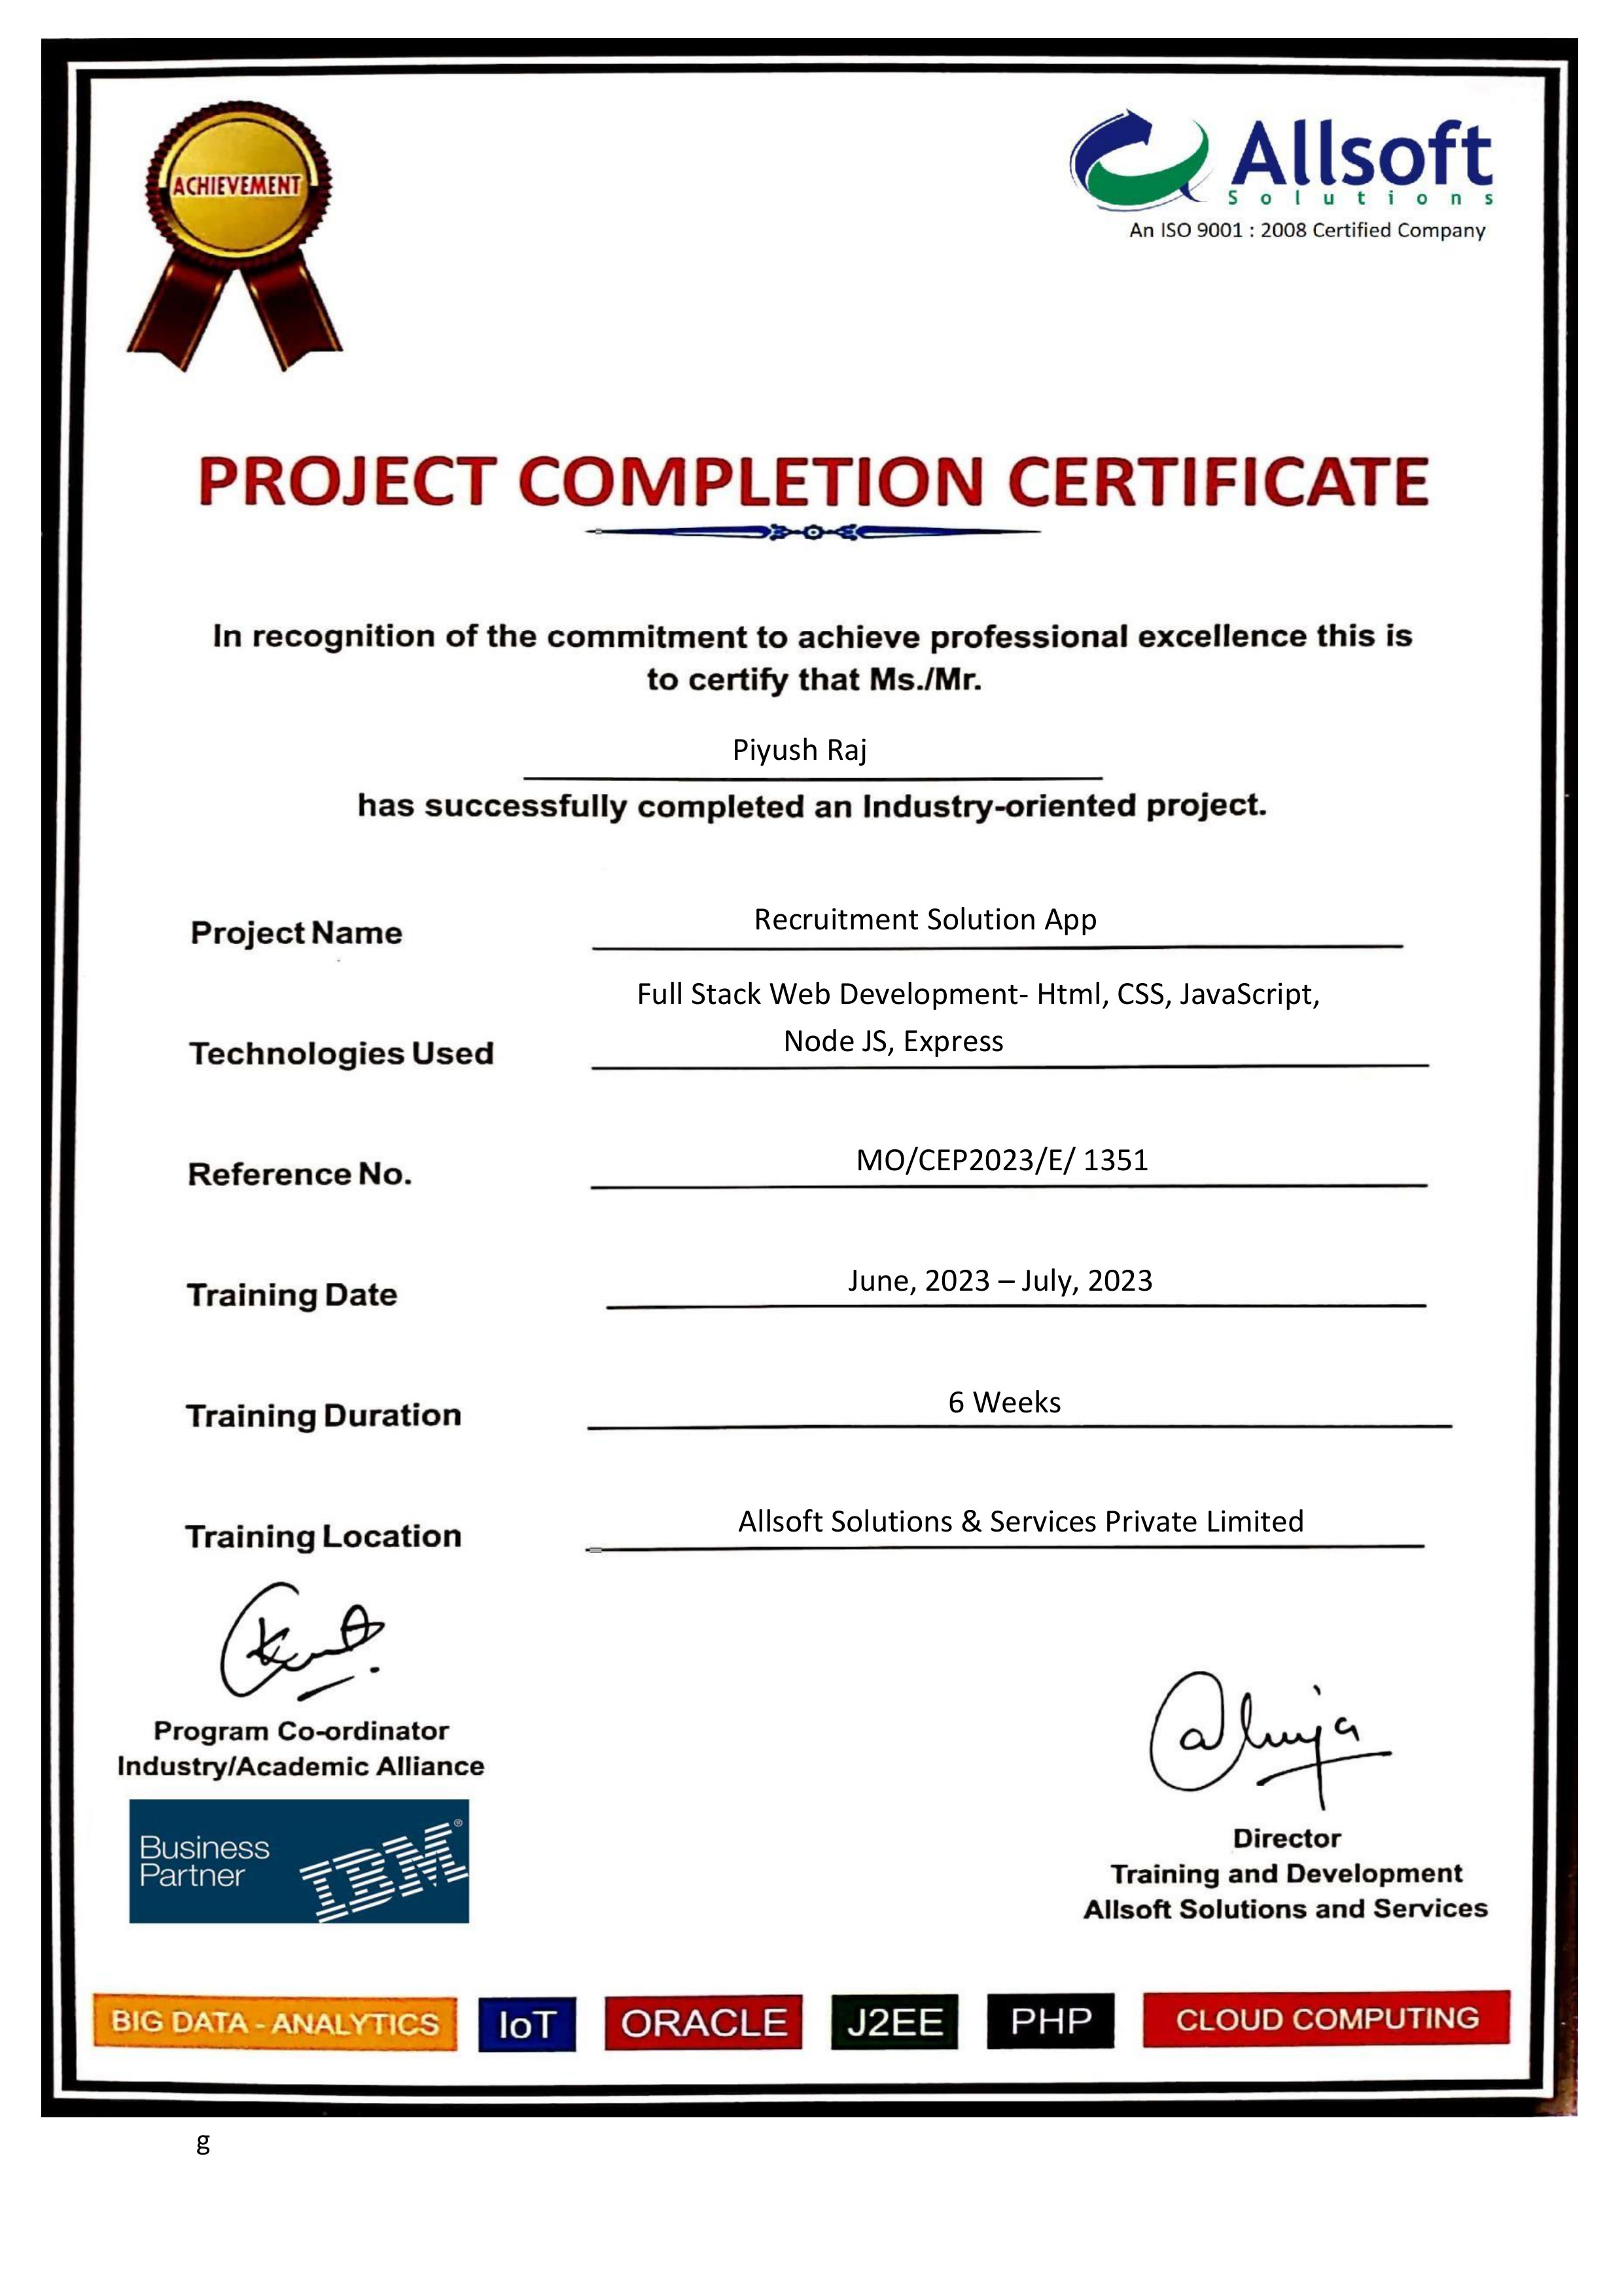 ACHIEVEMENT
Allsoft
Solutions
An ISO 9001 : 2008 Certified Company
PROJECT COMPLETION CERTIFICATE
In recognition of the commitment to achieve professional excellence this is
to certify that Ms./Mr.
Piyush Raj
has successfully completed an Industry-oriented project.
Project Name
Recruitment Solution App
Full Stack Web Development- Html, CSS, JavaScript,
Technologies Used
Node JS, Express
Reference No.
MO/CEP2023/E/ 1351
Training Date
June, 2023 – July, 2023
Training Duration
6 Weeks
Training Location
Allsoft Solutions & Services Private Limited
Program Co-ordinator
Industry/Academic Alliance
Business
Partner
IBM®
Ahuja
Director
Training and Development
Allsoft Solutions and Services
BIG DATA - ANALYTICS
IoT
ORACLE
J2EE
PHP
CLOUD COMPUTING
g